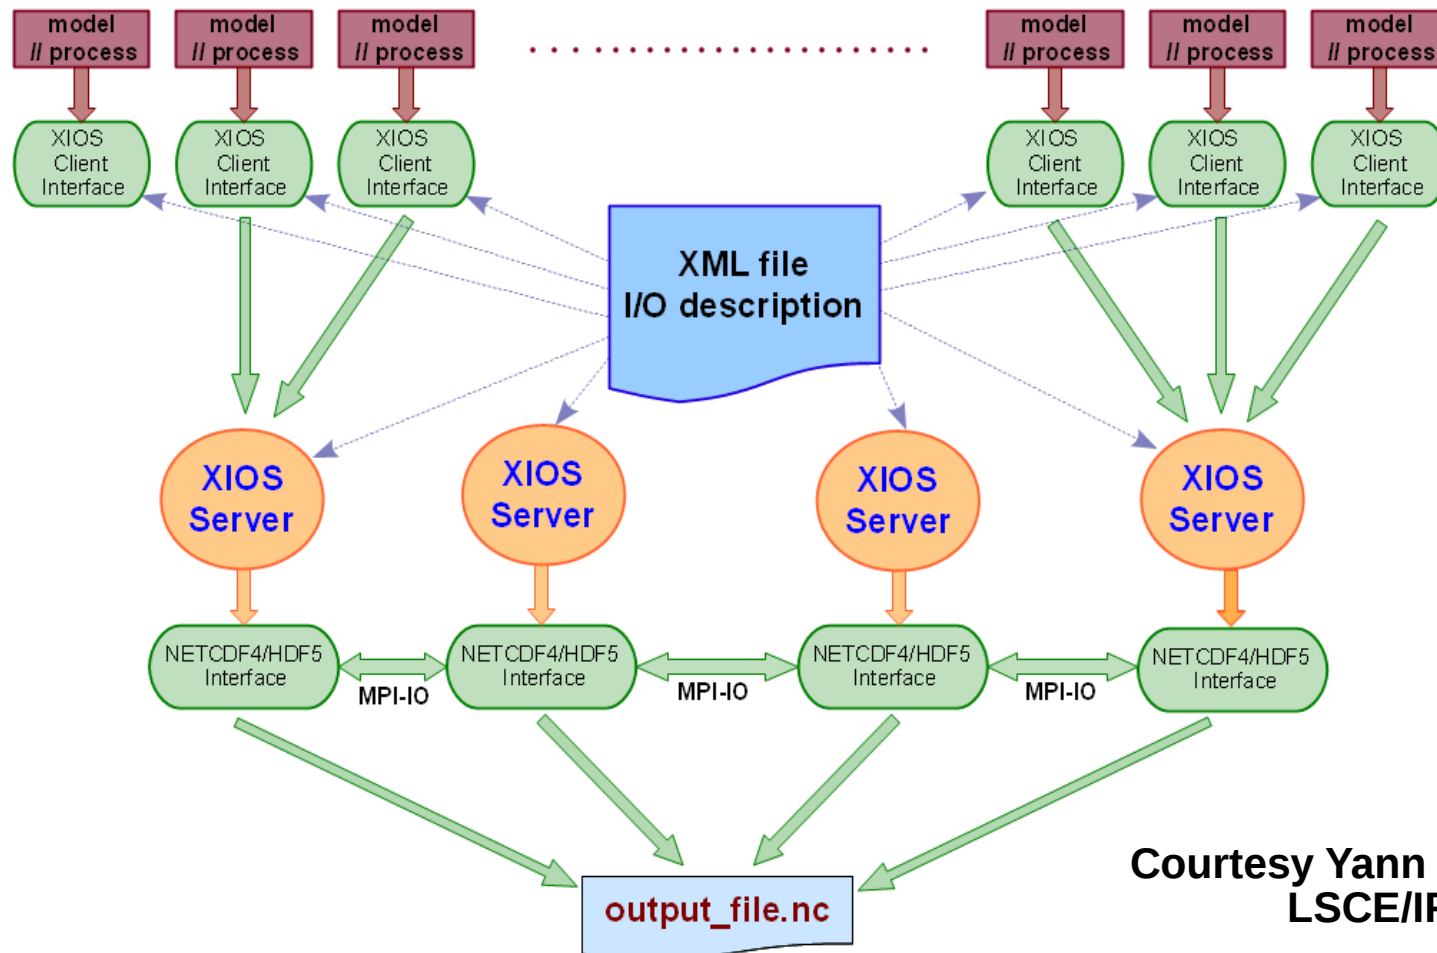 model
// process
model
// process
model
// process
model
// process
model
// process
model
// process
XIOS
Client
Interface
XIOS
Client
Interface
XIOS
Client
Interface
XIOS
Client
Interface
XIOS
Client
Interface
XIOS
Client
Interface
XML file
I/O description
XIOS
Server
XIOS
Server
XIOS
Server
XIOS
Server
NETCDF4/HDF5
Interface
MPI-IO
NETCDF4/HDF5
Interface
MPI-IO
NETCDF4/HDF5
Interface
MPI-IO
NETCDF4/HDF5
Interface
output_file.nc
Courtesy Yann
LSCE/